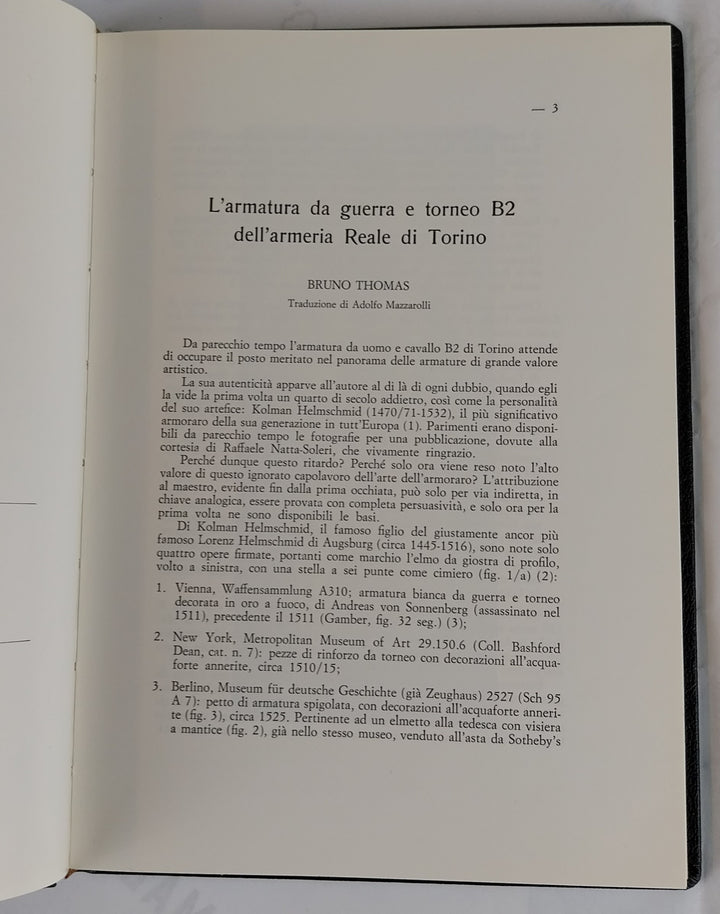 — 3
L'armatura da guerra e torneo B2
dell'armeria Reale di Torino
BRUNO THOMAS
Traduzione di Adolfo Mazzarolli
Da parecchio tempo l'armatura da uomo e cavallo B2 di Torino attende
di occupare il posto meritato nel panorama delle armature di grande valore
artistico.
La sua autenticità apparve all'autore al di là di ogni dubbio, quando egli
la vide la prima volta un quarto di secolo addietro, così come la personalità
del suo artefice: Kolman Helmschmid (1470/71-1532), il più significativo
armoraro della sua generazione in tutt'Europa (1). Parimenti erano disponi-
bili da parecchio tempo le fotografie per una pubblicazione, dovute alla
cortesia di Raffaele Natta-Soleri, che vivamente ringrazio.
Perché dunque questo ritardo? Perché solo ora viene reso noto l'alto
valore di questo ignorato capolavoro dell'arte dell'armoraro? L'attribuzione
al maestro, evidente fin dalla prima occhiata, può solo per via indiretta, in
chiave analogica, essere provata con completa persuasività, e solo ora per la
prima volta ne sono disponibili le basi.
Di Kolman Helmschmid, il famoso figlio del giustamente ancor più
famoso Lorenz Helmschmid di Augsburg (circa 1445-1516), sono note solo
quattro opere firmate, portanti come marchio l'elmo da giostra di profilo,
volto a sinistra, con una stella a sei punte come cimiero (fig. 1/a) (2):
1. Vienna, Waffensammlung A310; armatura bianca da guerra e torneo
decorata in oro a fuoco, di Andreas von Sonnenberg (assassinato nel
1511), precedente il 1511 (Gamber, fig. 32 seg.) (3);
2. New York, Metropolitan Museum of Art 29.150.6 (Coll. Bashford
Dean, cat. n. 7): pezze di rinforzo da torneo con decorazioni all'acqua-
forte annerite, circa 1510/15;
3. Berlino, Museum für deutsche Geschichte (già Zeughaus) 2527 (Sch 95
A 7): petto di armatura spigolata, con decorazioni all'acquaforte anneri-
te (fig. 3), circa 1525. Pertinente ad un elmetto alla tedesca con visiera
a mantice (fig. 2), già nello stesso museo, venduto all'asta da Sotheby's